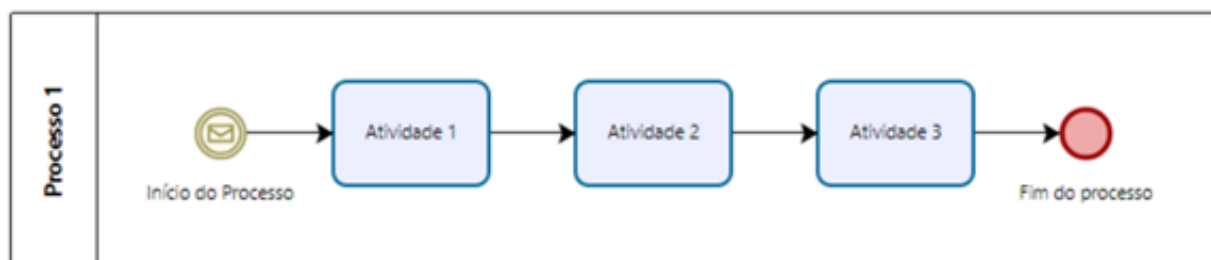 Processo 1
Início do Processo
Atividade 1
Atividade 2
Atividade 3
Fim do processo